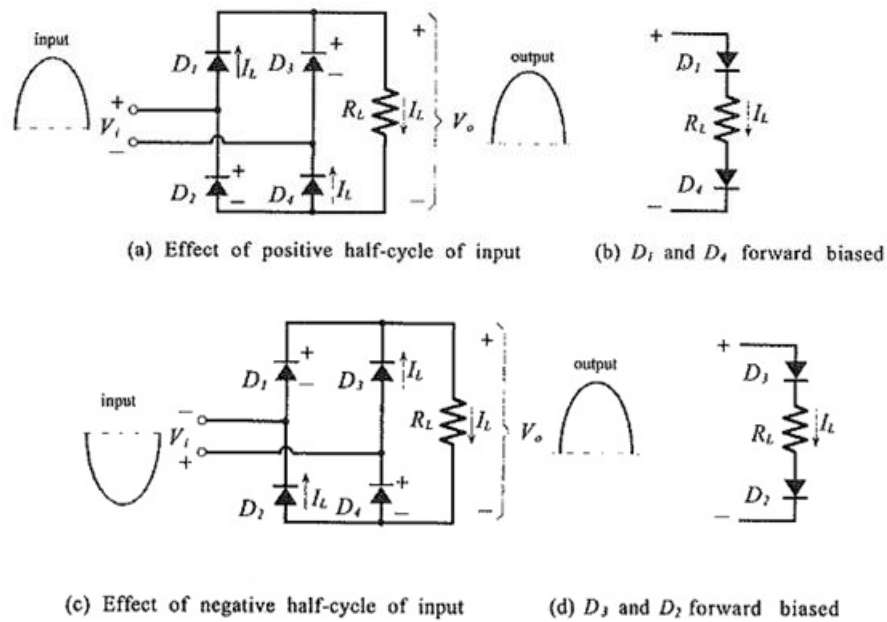 input
D1
IL
D3
+
−
+
Vi
−
RL
IL
+
Vo
−
D2
+
−
D4
IL
(a) Effect of positive half-cycle of input
output
+
D1
RL
IL
D4
−
(b) D1 and D4 forward biased
input
D1
+
−
D3
IL
−
Vi
+
RL
IL
+
Vo
−
D2
IL
D4
+
−
(c) Effect of negative half-cycle of input
output
+
D3
RL
IL
D2
−
(d) D3 and D2 forward biased